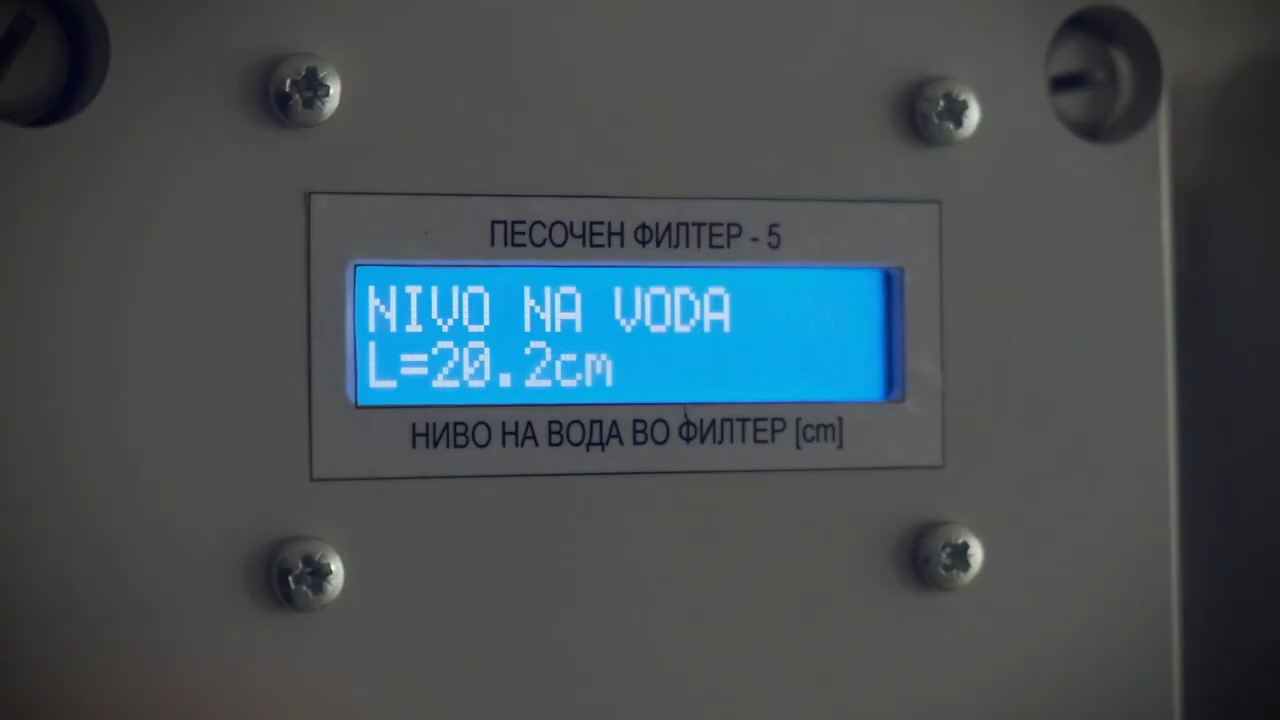 ПЕСОЧЕН ФИЛТЕР - 5
NIVO NA VODA
L=20.2cm
НИВО НА ВОДА ВО ФИЛТЕР [cm]